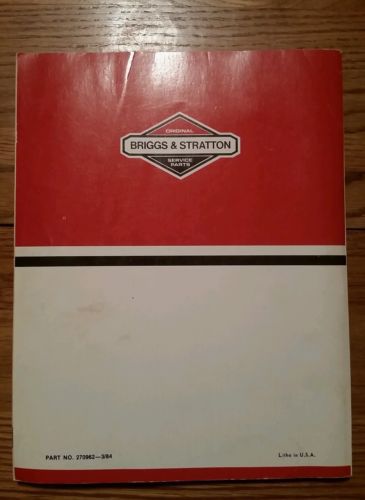 ORIGINAL
BRIGGS & STRATTON
SERVICE
PARTS
PART NO. 270962—3/84
Litho in U.S.A.